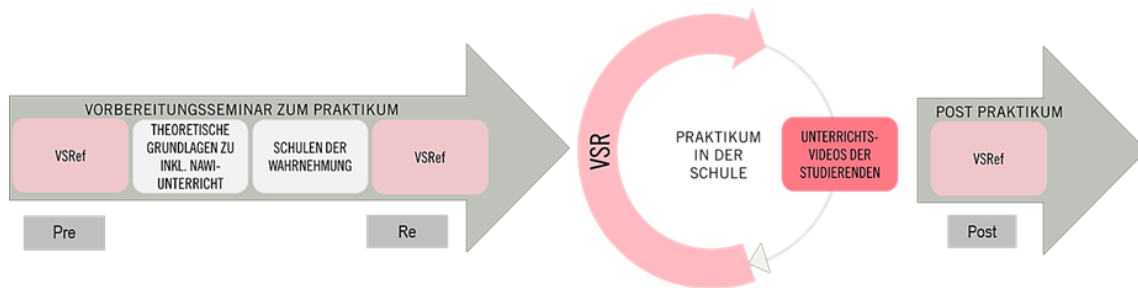 VORBEREITUNGSSEMINAR ZUM PRAKTIKUM
VSRef
THEORETISCHE
GRUNDLAGEN ZU
INKL. NAWI-
UNTERRICHT
SCHULEN DER
WAHRNEHMUNG
VSRef
Pre
Re
VSR
PRAKTIKUM
IN DER
SCHULE
UNTERRICHTS-
VIDEOS DER
STUDIERENDEN
POST PRAKTIKUM
VSRef
Post